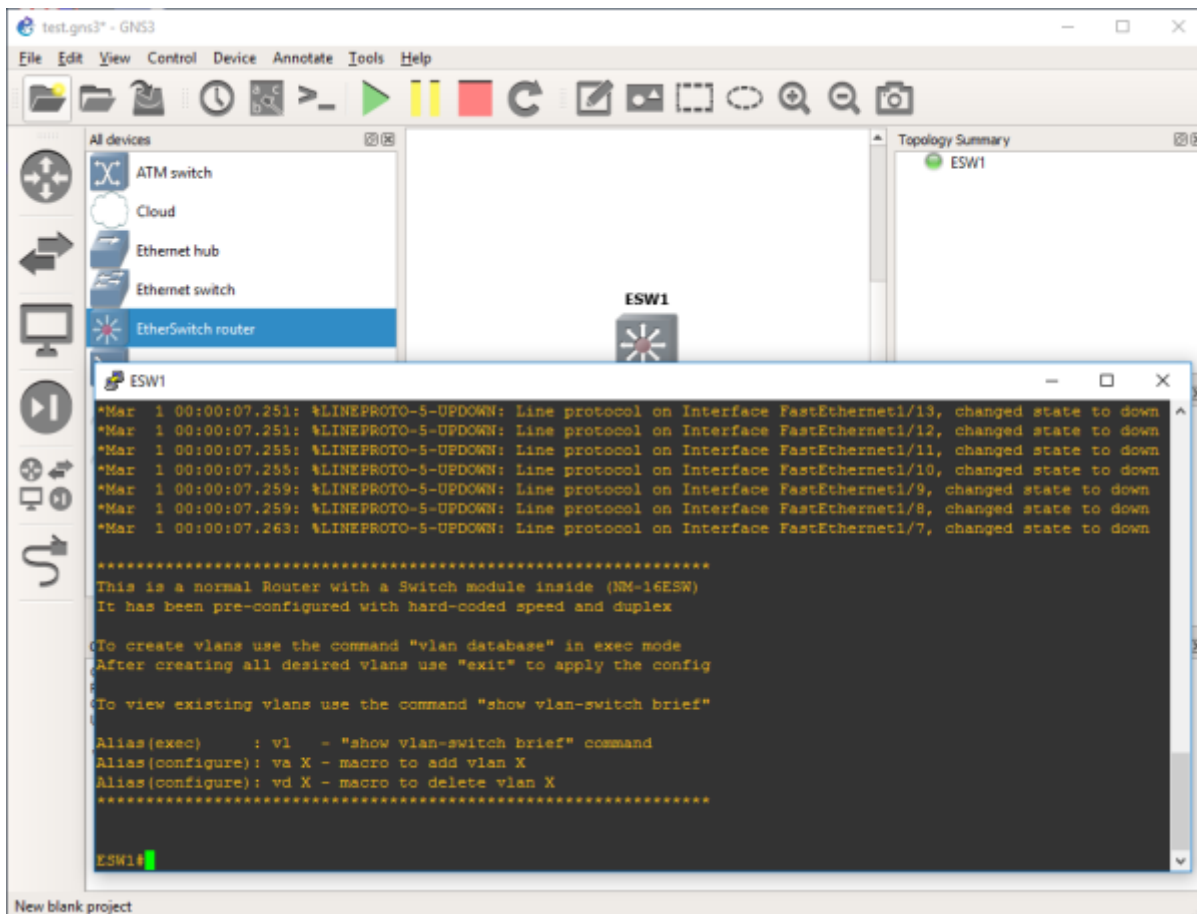 test.gns3* - GNS3
File Edit View Control Device Annotate Tools Help
All devices
Topology Summary
ATM switch
ESW1
Cloud
Ethernet hub
Ethernet switch
ESW1
EtherSwitch router
ESW1
*Mar  1 00:00:07.251: %LINEPROTO-5-UPDOWN: Line protocol on Interface FastEthernet1/13, changed state to down
*Mar  1 00:00:07.251: %LINEPROTO-5-UPDOWN: Line protocol on Interface FastEthernet1/12, changed state to down
*Mar  1 00:00:07.255: %LINEPROTO-5-UPDOWN: Line protocol on Interface FastEthernet1/11, changed state to down
*Mar  1 00:00:07.255: %LINEPROTO-5-UPDOWN: Line protocol on Interface FastEthernet1/10, changed state to down
*Mar  1 00:00:07.259: %LINEPROTO-5-UPDOWN: Line protocol on Interface FastEthernet1/9, changed state to down
*Mar  1 00:00:07.259: %LINEPROTO-5-UPDOWN: Line protocol on Interface FastEthernet1/8, changed state to down
*Mar  1 00:00:07.263: %LINEPROTO-5-UPDOWN: Line protocol on Interface FastEthernet1/7, changed state to down
***************************************************************
This is a normal Router with a Switch module inside (NM-16ESW)
It has been pre-configured with hard-coded speed and duplex
To create vlans use the command "vlan database" in exec mode
After creating all desired vlans use "exit" to apply the config
To view existing vlans use the command "show vlan-switch brief"
Alias(exec)     : vl   - "show vlan-switch brief" command
Alias(configure): va X - macro to add vlan X
Alias(configure): vd X - macro to delete vlan X
***************************************************************
ESW1#
New blank project